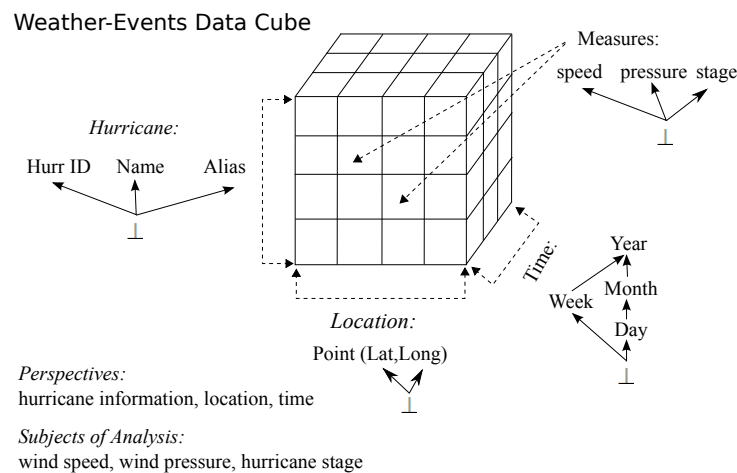 Weather-Events Data Cube
Measures:
speed pressure stage
⊥
Hurricane:
Hurr ID Name Alias
⊥
Time:
Year
Month
Week
Day
⊥
Location:
Point (Lat,Long)
⊥
Perspectives:
hurricane information, location, time
Subjects of Analysis:
wind speed, wind pressure, hurricane stage